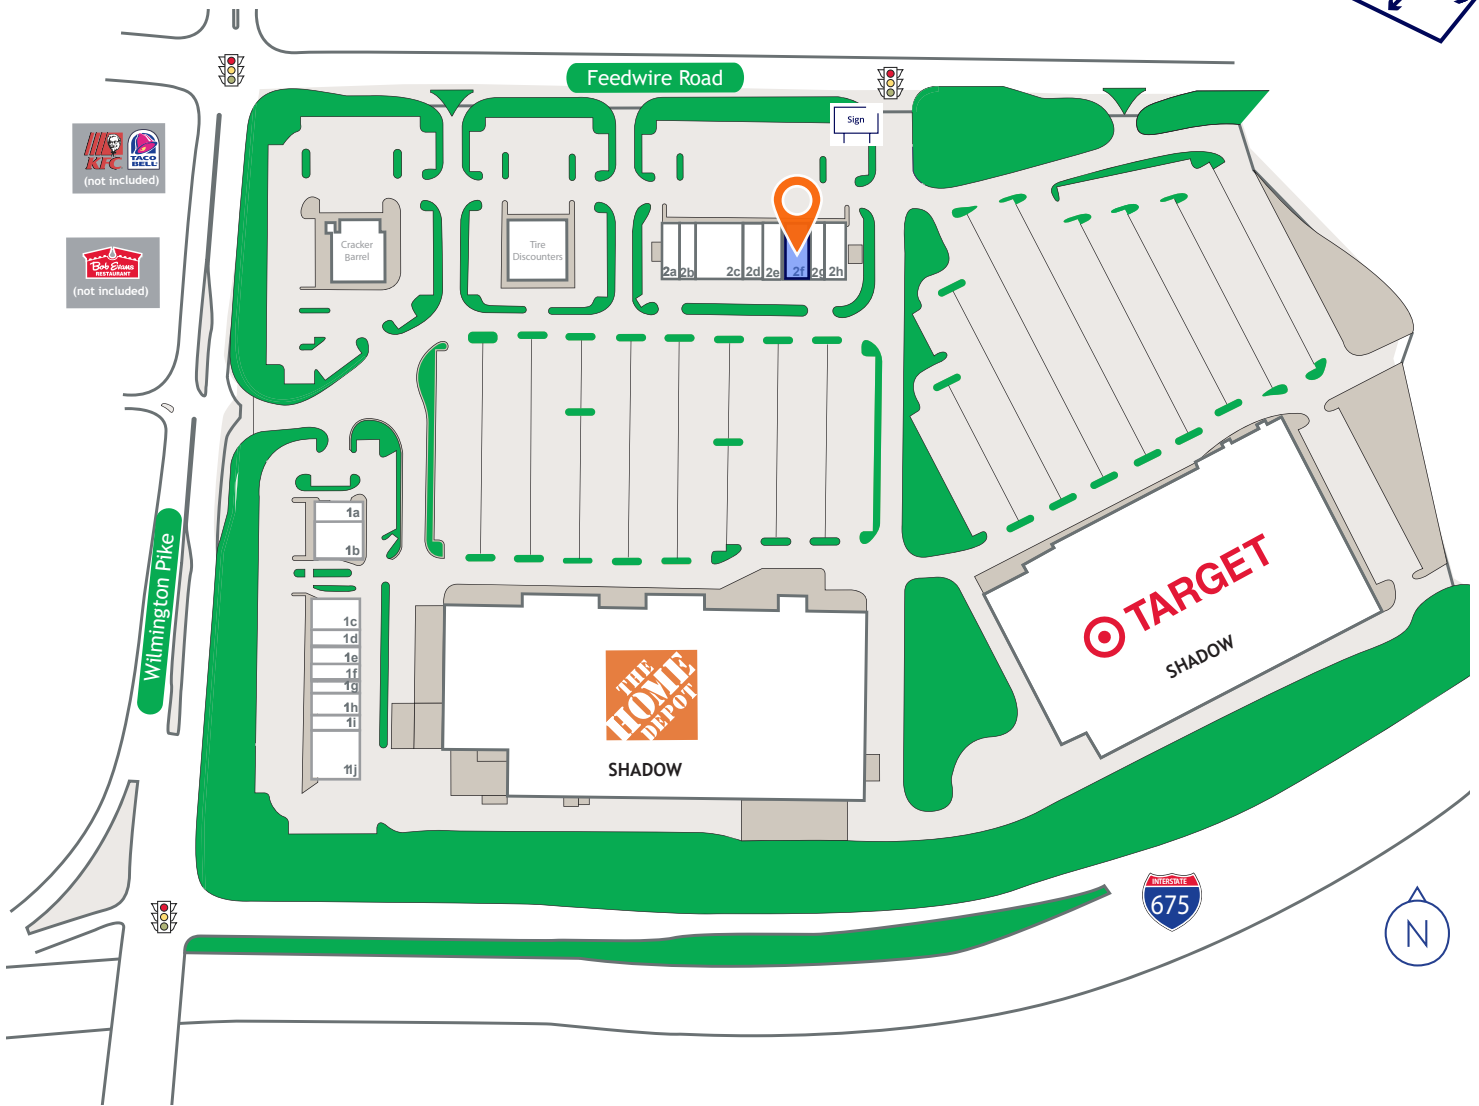 Feedwire Road
Sign
KFC
TACO
BELL
(not included)
Bob Evans
RESTAURANT
(not included)
Cracker
Barrel
Tire
Discounters
2a
2b
2c
2d
2e
2f
2g
2h
1a
1b
Wilmington Pike
1c
1d
1e
1f
1g
1h
1i
11j
THE
HOME
DEPOT
SHADOW
TARGET
SHADOW
INTERSTATE
675
N